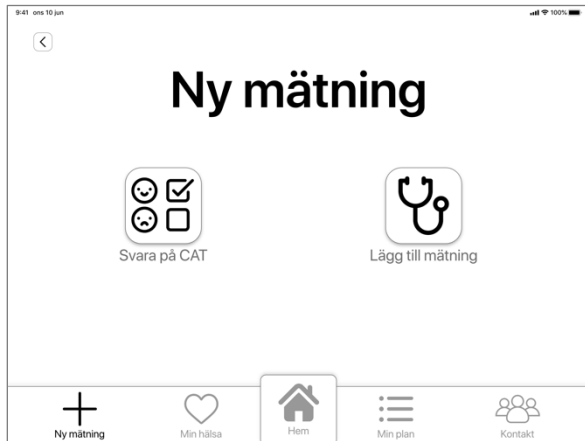 9:41 ons 10 jun 100%
Ny mätning
Svara på CAT Lägg till mätning
Ny mätning Min hälsa Hem Min plan Kontakt